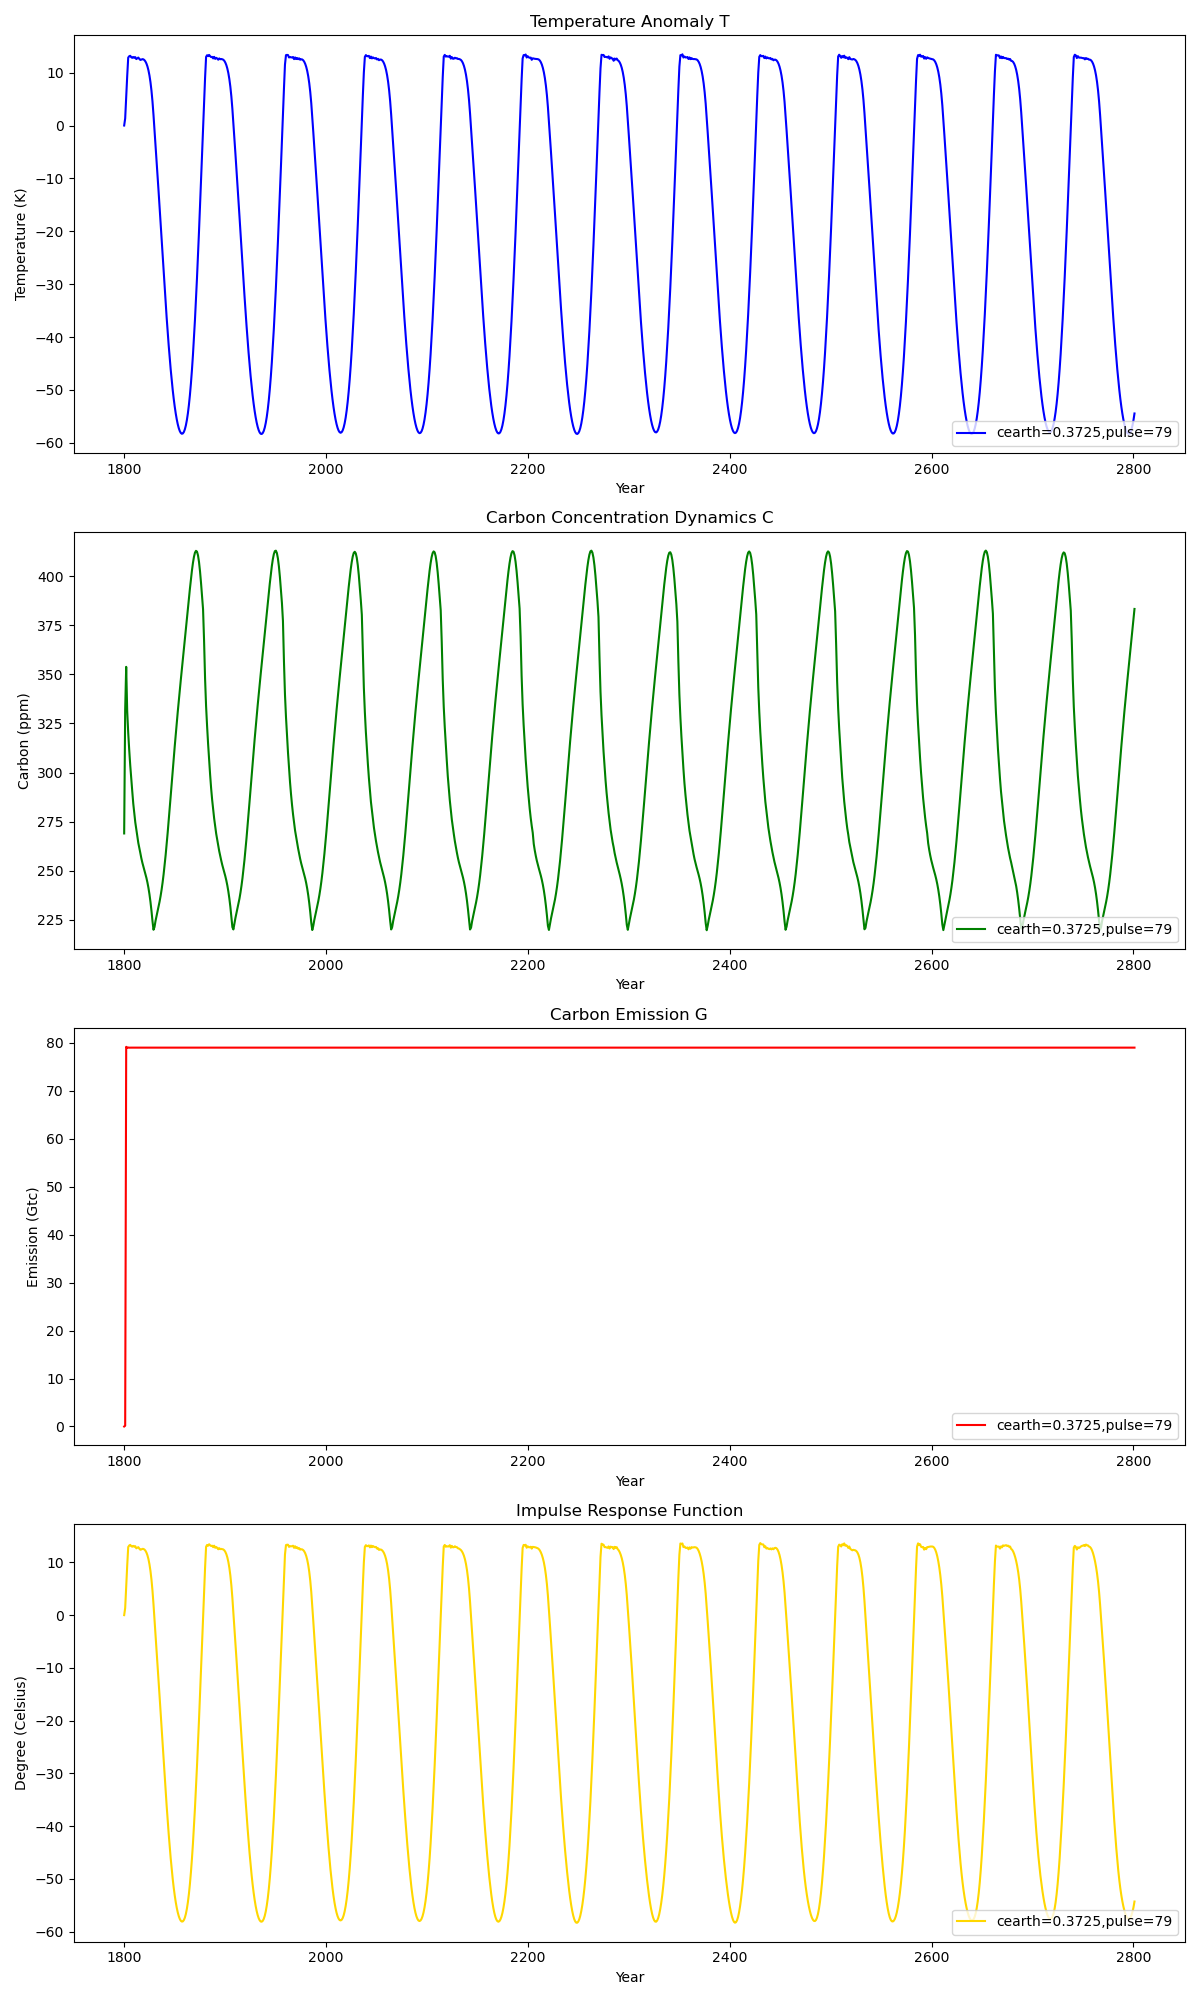 Temperature Anomaly T
10
0
−10
−20
−30
−40
−50
−60
Temperature (K)
cearth=0.3725,pulse=79
1800 2000 2200 2400 2600 2800
Year
Carbon Concentration Dynamics C
400
375
350
325
300
275
250
225
Carbon (ppm)
cearth=0.3725,pulse=79
1800 2000 2200 2400 2600 2800
Year
Carbon Emission G
80
70
60
50
40
30
20
10
0
Emission (Gtc)
cearth=0.3725,pulse=79
1800 2000 2200 2400 2600 2800
Year
Impulse Response Function
10
0
−10
−20
−30
−40
−50
−60
Degree (Celsius)
cearth=0.3725,pulse=79
1800 2000 2200 2400 2600 2800
Year